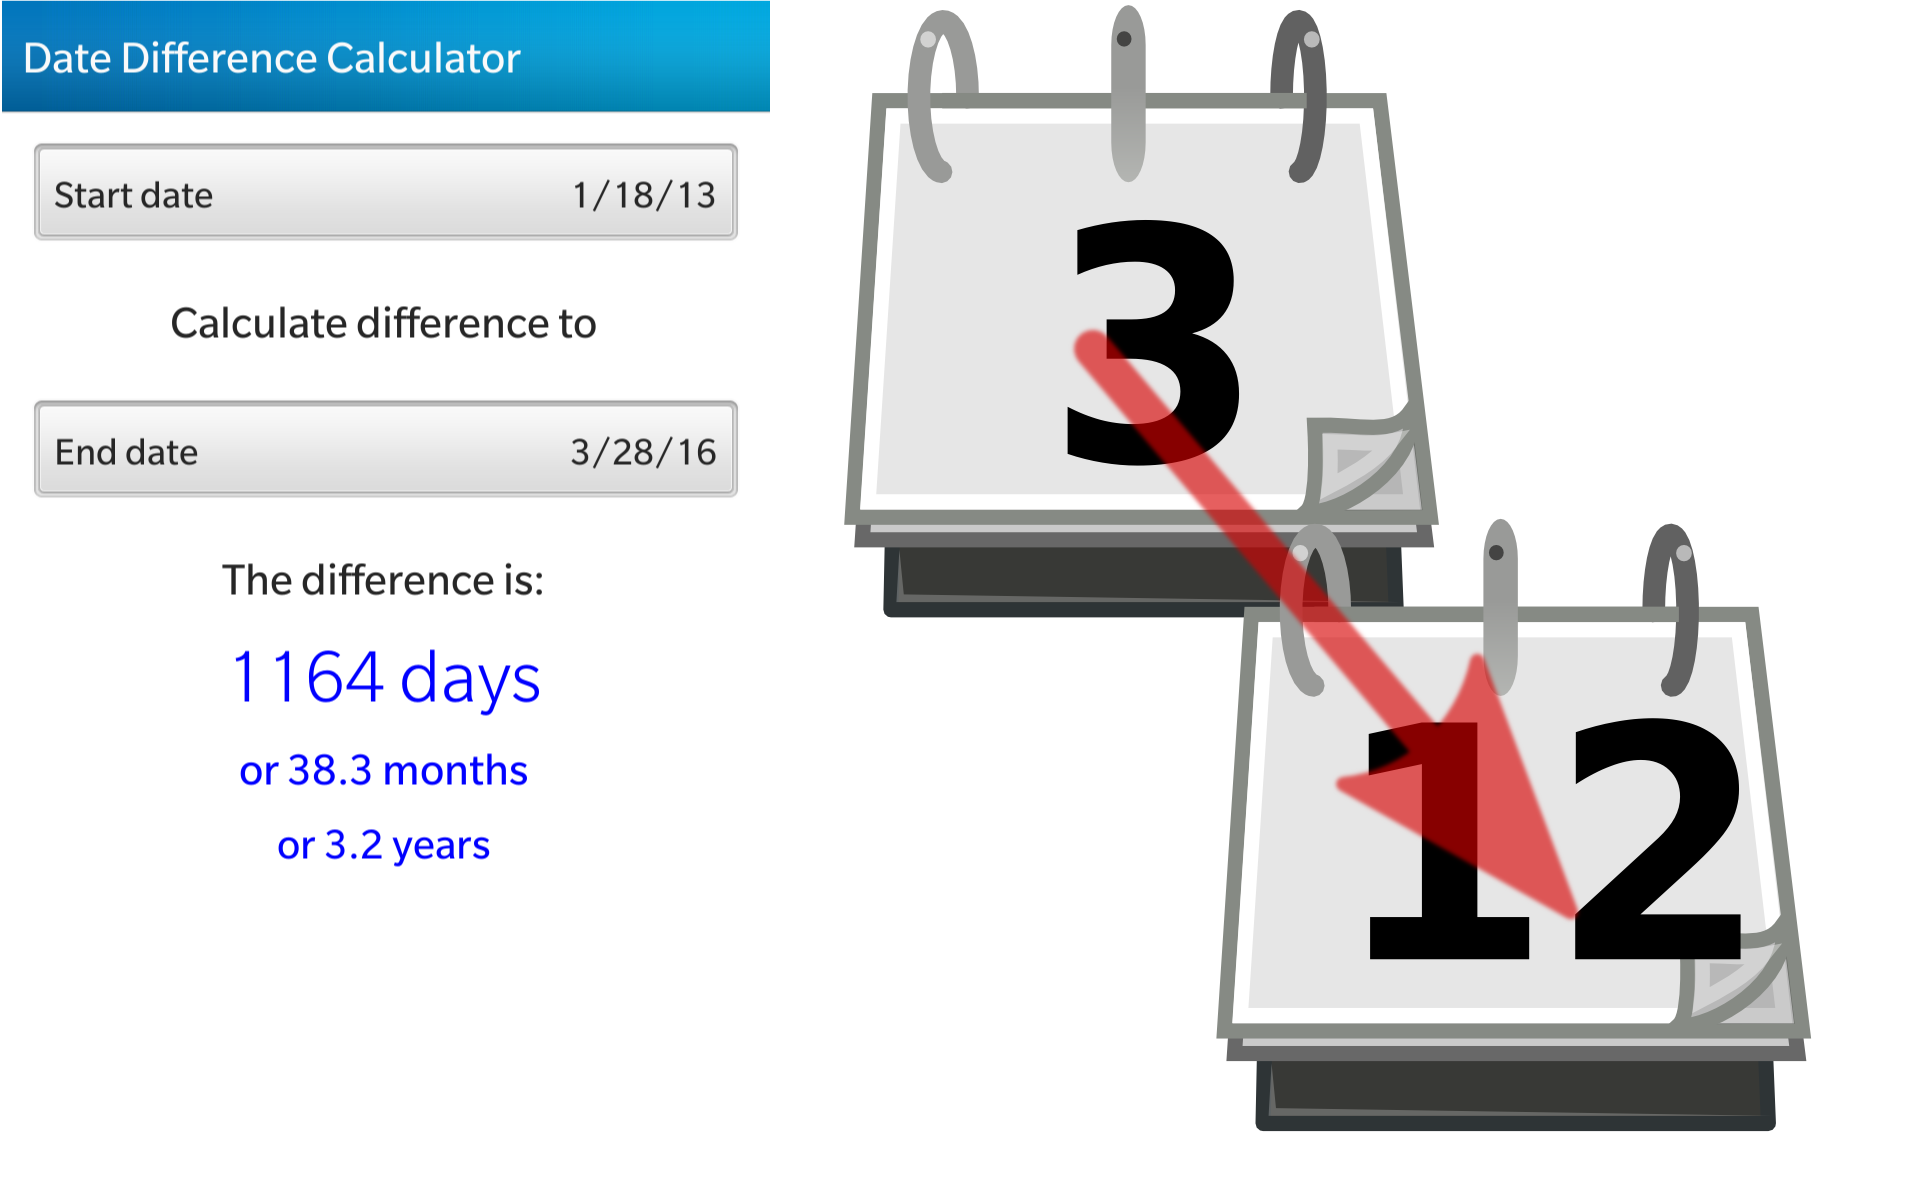 Date Difference Calculator
Start date 1/18/13
Calculate difference to
End date 3/28/16
The difference is:
1164 days
or 38.3 months
or 3.2 years
3
12